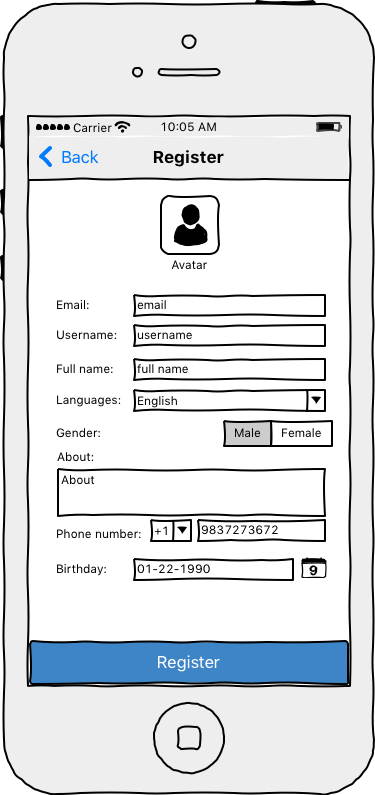 Carrier 10:05 AM
Back Register
Avatar
Email: email
Username: username
Full name: full name
Languages: English
Gender: Male Female
About:
About
Phone number: +1 9837273672
Birthday: 01-22-1990 9
Register